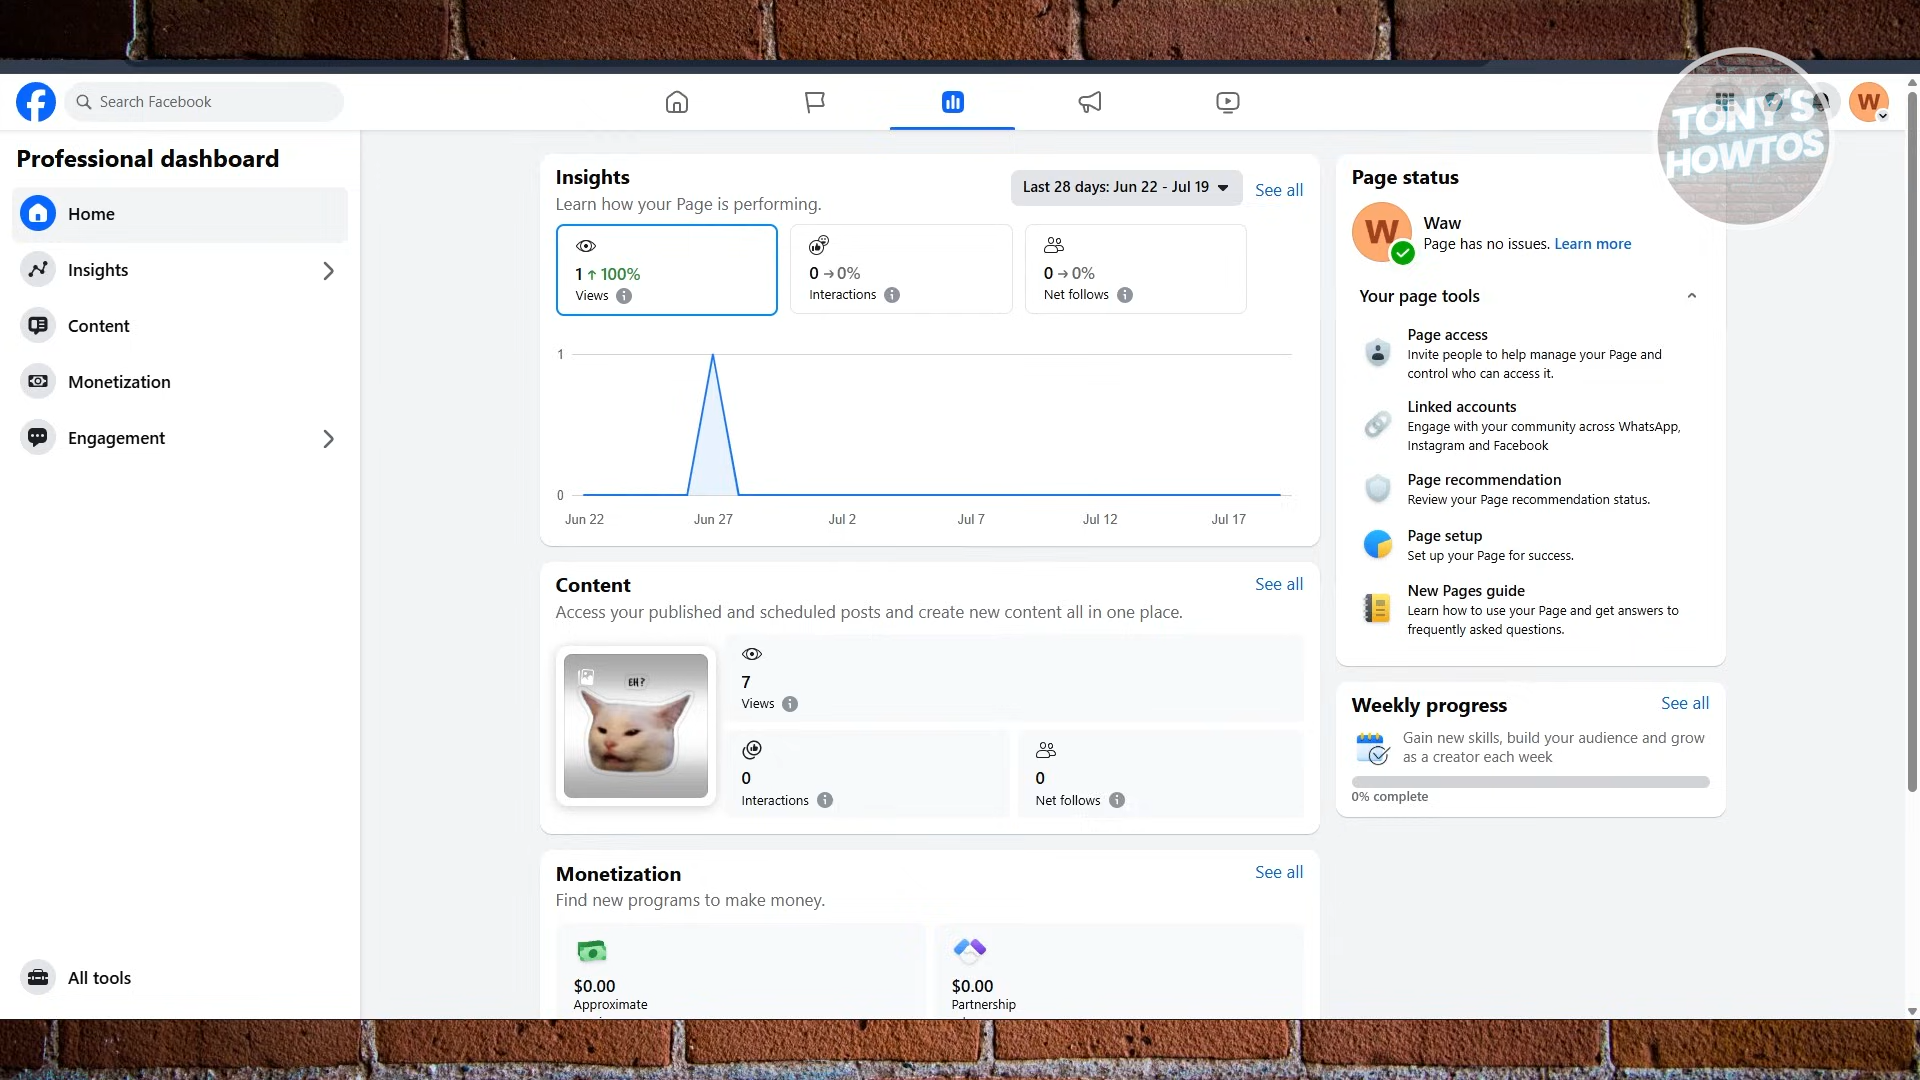 Search Facebook
W
TONY'S
HOWTOS
Professional dashboard
Home
Insights
Content
Monetization
Engagement
All tools
Insights
Learn how your Page is performing.
Last 28 days: Jun 22 - Jul 19
See all
1 ↑ 100%
Views
0 → 0%
Interactions
0 → 0%
Net follows
1
0
Jun 22
Jun 27
Jul 2
Jul 7
Jul 12
Jul 17
Content
See all
Access your published and scheduled posts and create new content all in one place.
EH?
7
Views
0
Interactions
0
Net follows
Monetization
See all
Find new programs to make money.
$0.00
Approximate
$0.00
Partnership
Page status
W
Waw
Page has no issues. Learn more
Your page tools
Page access
Invite people to help manage your Page and
control who can access it.
Linked accounts
Engage with your community across WhatsApp,
Instagram and Facebook
Page recommendation
Review your Page recommendation status.
Page setup
Set up your Page for success.
New Pages guide
Learn how to use your Page and get answers to
frequently asked questions.
Weekly progress
See all
Gain new skills, build your audience and grow
as a creator each week
0% complete